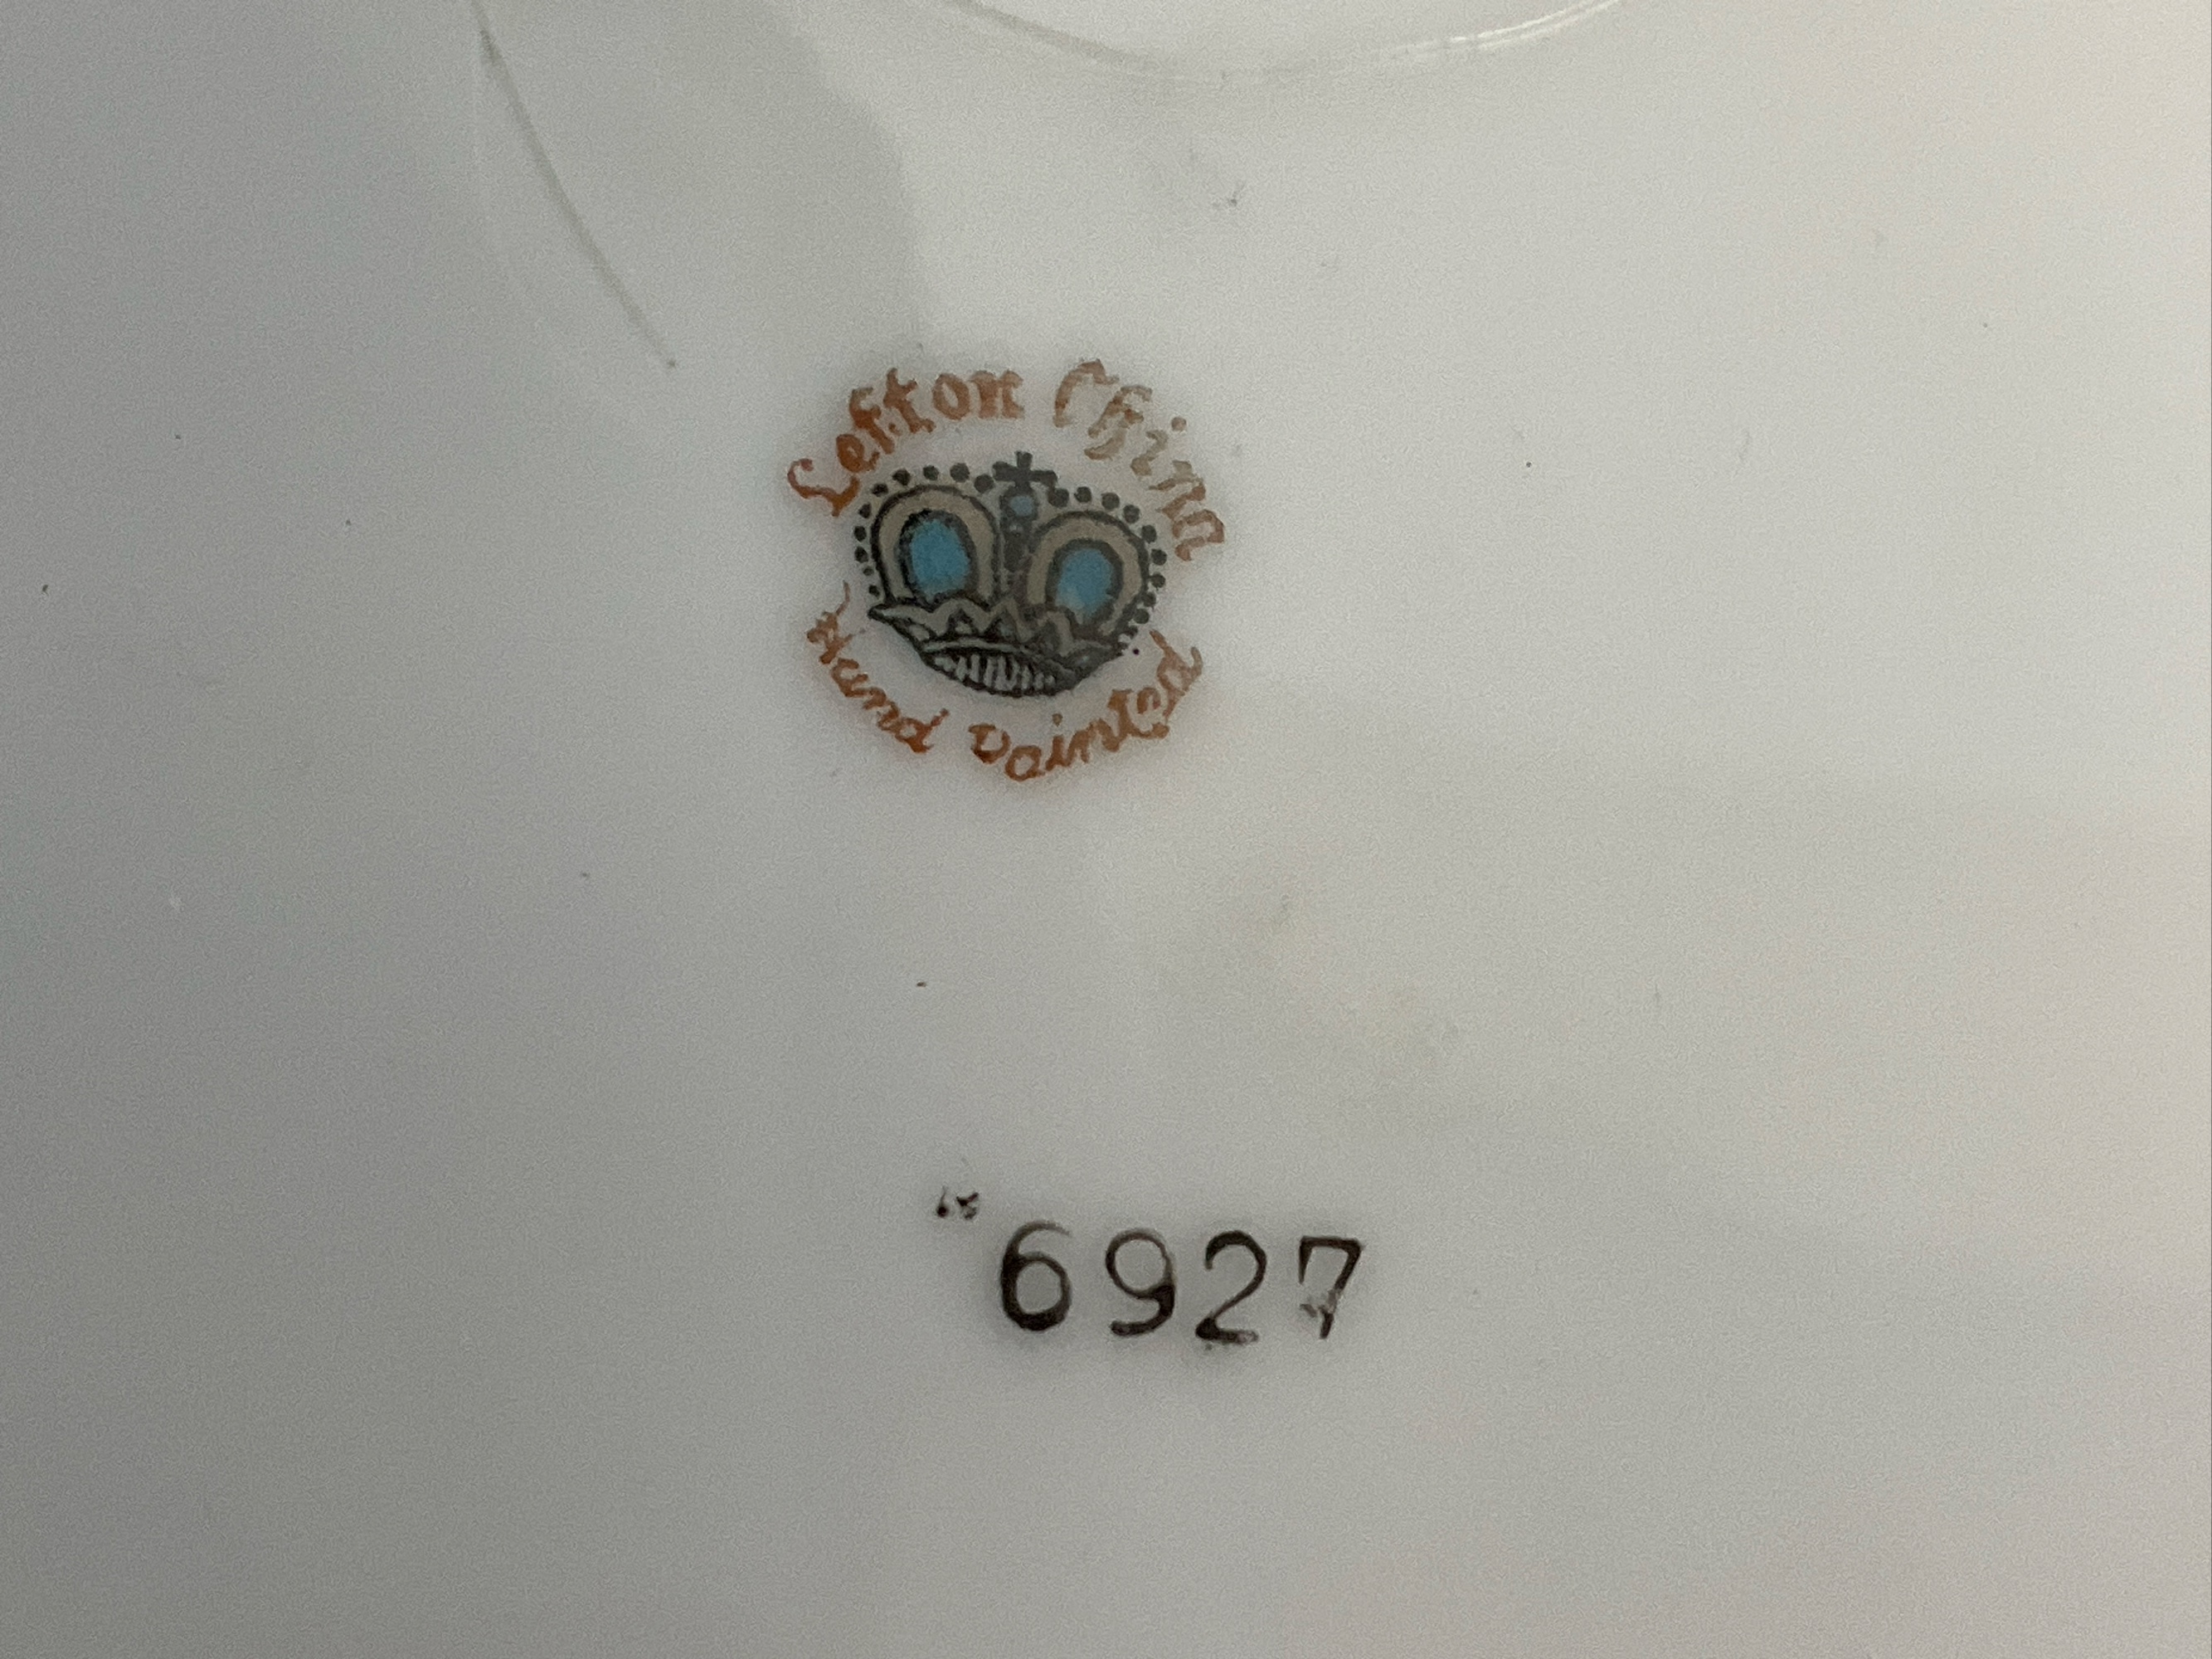 Lefton China
Hand Painted
6927